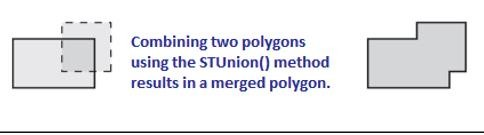 Combining two polygons
using the STUnion() method
results in a merged polygon.